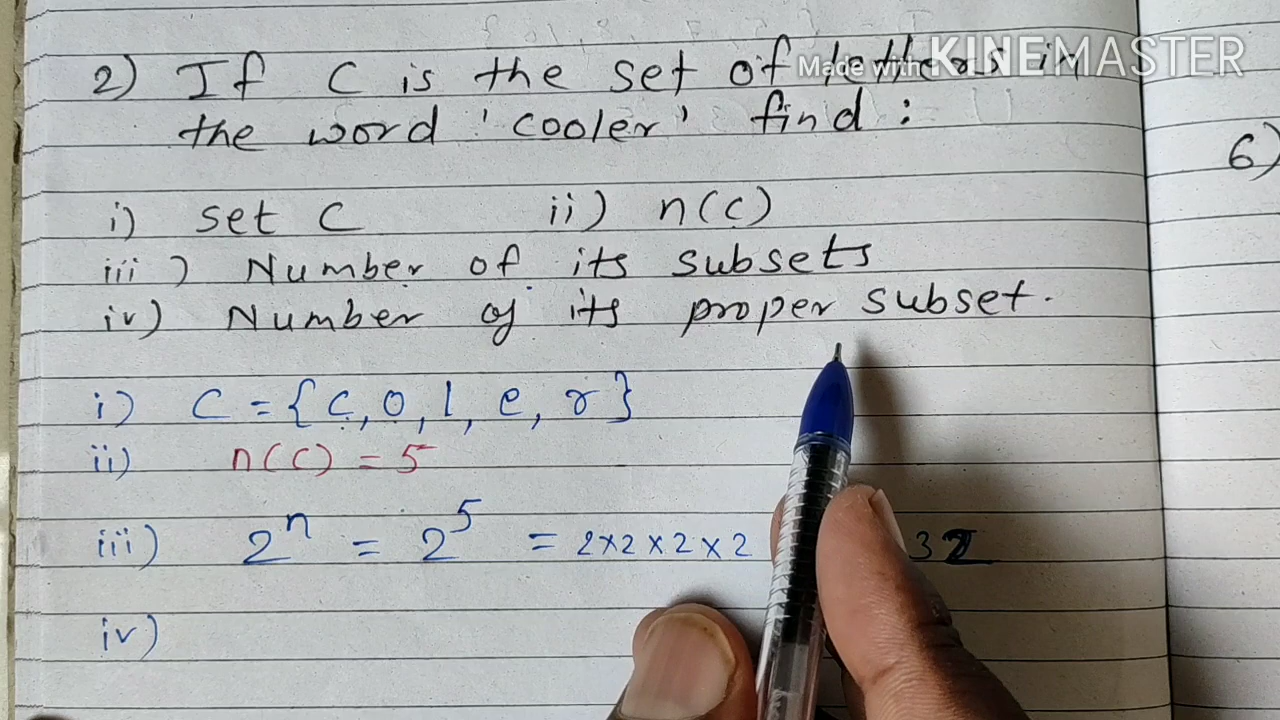 Made with KINEMASTER
2) If C is the set of letters in
the word 'cooler' find :
6)
i) set C ii) n(c)
iii) Number of its subsets
iv) Number of its proper subset.
i) C = {c, o, l, e, r}
ii) n(c) = 5
iii) 2ⁿ = 2⁵ = 2×2×2×2 32
iv)